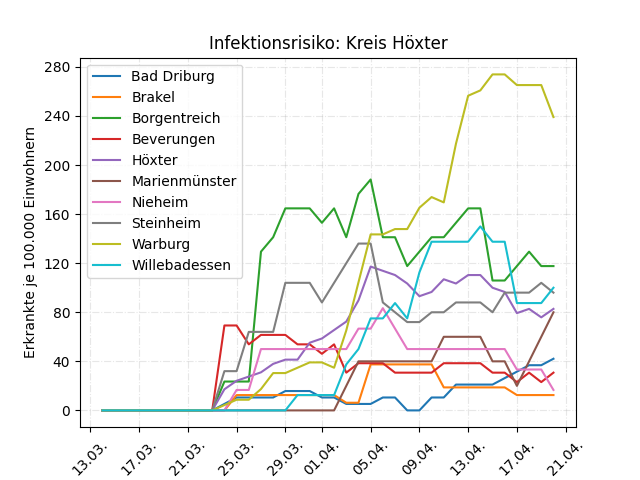 Infektionsrisiko: Kreis Höxter
Erkrankte je 100.000 Einwohnern
280
240
200
160
120
80
40
0
Bad Driburg
Brakel
Borgentreich
Beverungen
Höxter
Marienmünster
Nieheim
Steinheim
Warburg
Willebadessen
13.03.
17.03.
21.03.
25.03.
29.03.
01.04.
05.04.
09.04.
13.04.
17.04.
21.04.